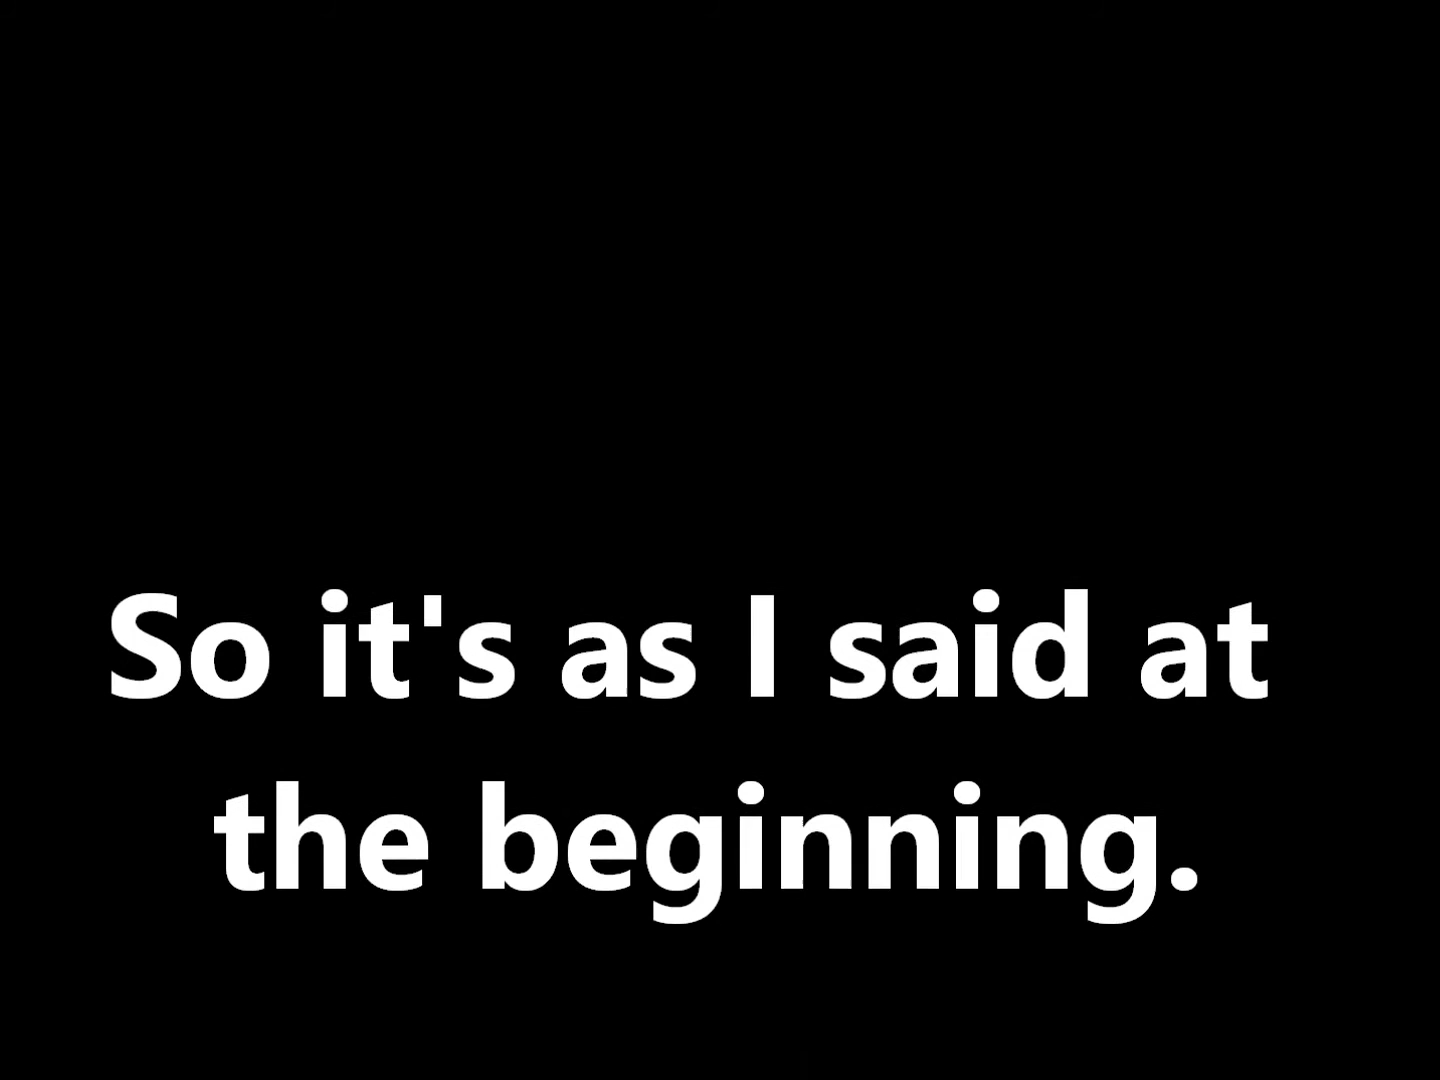 So it's as I said at
the beginning.